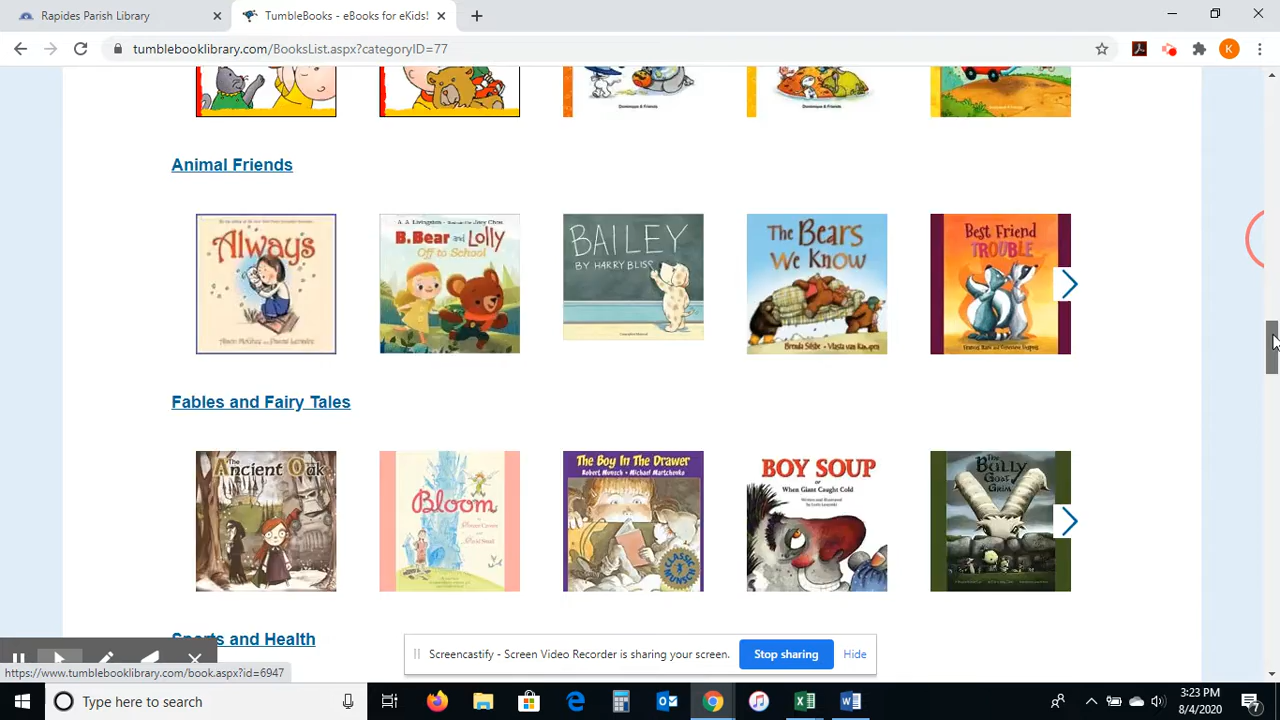 Rapides Parish Library
TumbleBooks - eBooks for eKids!
tumblebooklibrary.com/BooksList.aspx?categoryID=77
K
Dominique & Friends
Dominique & Friends
Animal Friends
Always
B.Bear and Lolly
Off to School
BAILEY
BY HARRY BLISS
The Bears
We Know
Best Friend
TROUBLE
Fables and Fairy Tales
The
Ancient Oak
Bloom
The Boy In The Drawer
Robert Munsch • Michael Martchenko
CLASSIC
MUNSCH
BOY SOUP
or
When Giant Caught Cold
The
Bully
Goat
Grim
Sports and Health
Screencastify - Screen Video Recorder is sharing your screen.
Stop sharing
Hide
https://www.tumblebooklibrary.com/book.aspx?id=6947
Type here to search
3:23 PM
8/4/2020
7